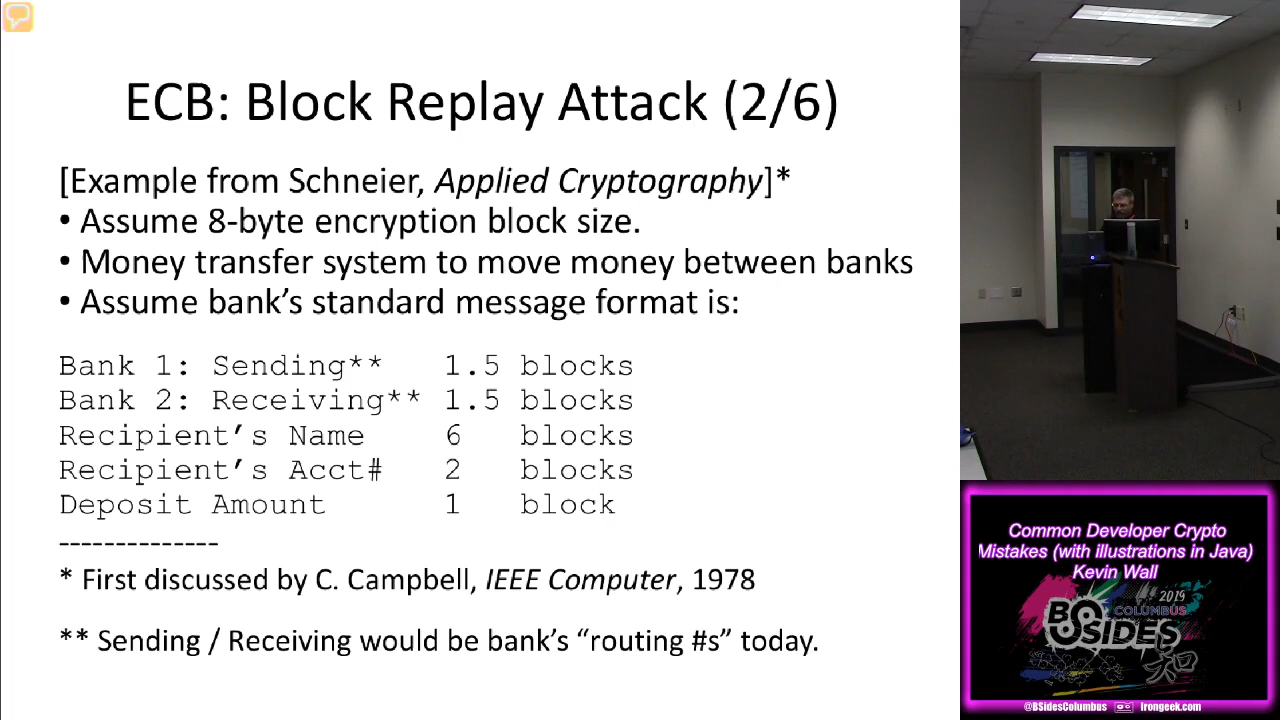 ECB: Block Replay Attack (2/6)
[Example from Schneier, Applied Cryptography]*
• Assume 8-byte encryption block size.
• Money transfer system to move money between banks
• Assume bank’s standard message format is:
Bank 1: Sending** 1.5 blocks
Bank 2: Receiving** 1.5 blocks
Recipient’s Name 6 blocks
Recipient’s Acct# 2 blocks
Deposit Amount 1 block
--------------
* First discussed by C. Campbell, IEEE Computer, 1978
** Sending / Receiving would be bank’s “routing #s” today.
Common Developer Crypto
Mistakes (with illustrations in Java)
Kevin Wall
2019
COLUMBUS
BSIDES
知
@BSidesColumbus Irongeek.com